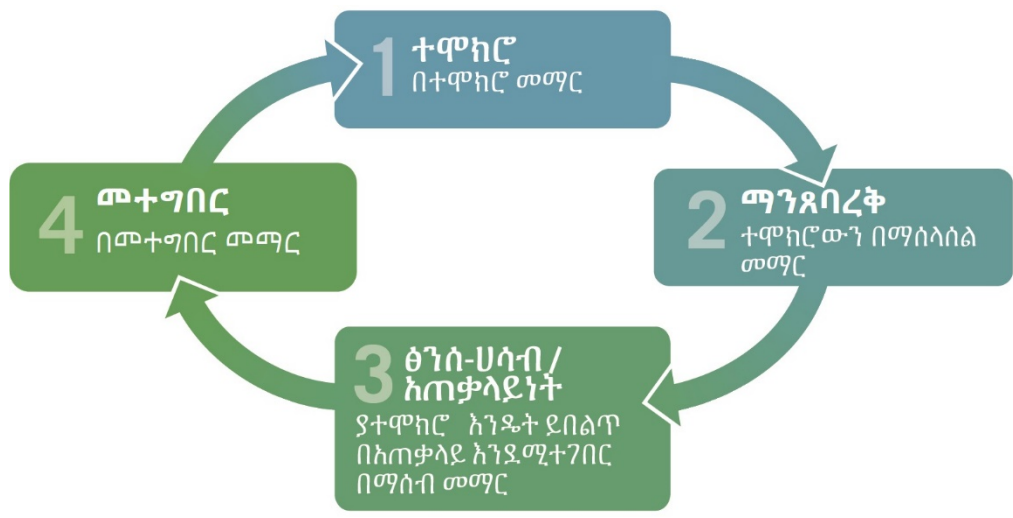 1 ተሞክሮ
በተሞክሮ መማር
2 ማንጸባረቅ
ተሞክሮውን በማሰላሰል
መማር
3 ፅንሰ-ሀሳብ/
አጠቃላይነት
ያተሞክሮ እንዴት ይበልጥ
በአጠቃላይ እንደሚተገበር
በማሰብ መማር
4 መተግበር
በመተግበር መማር